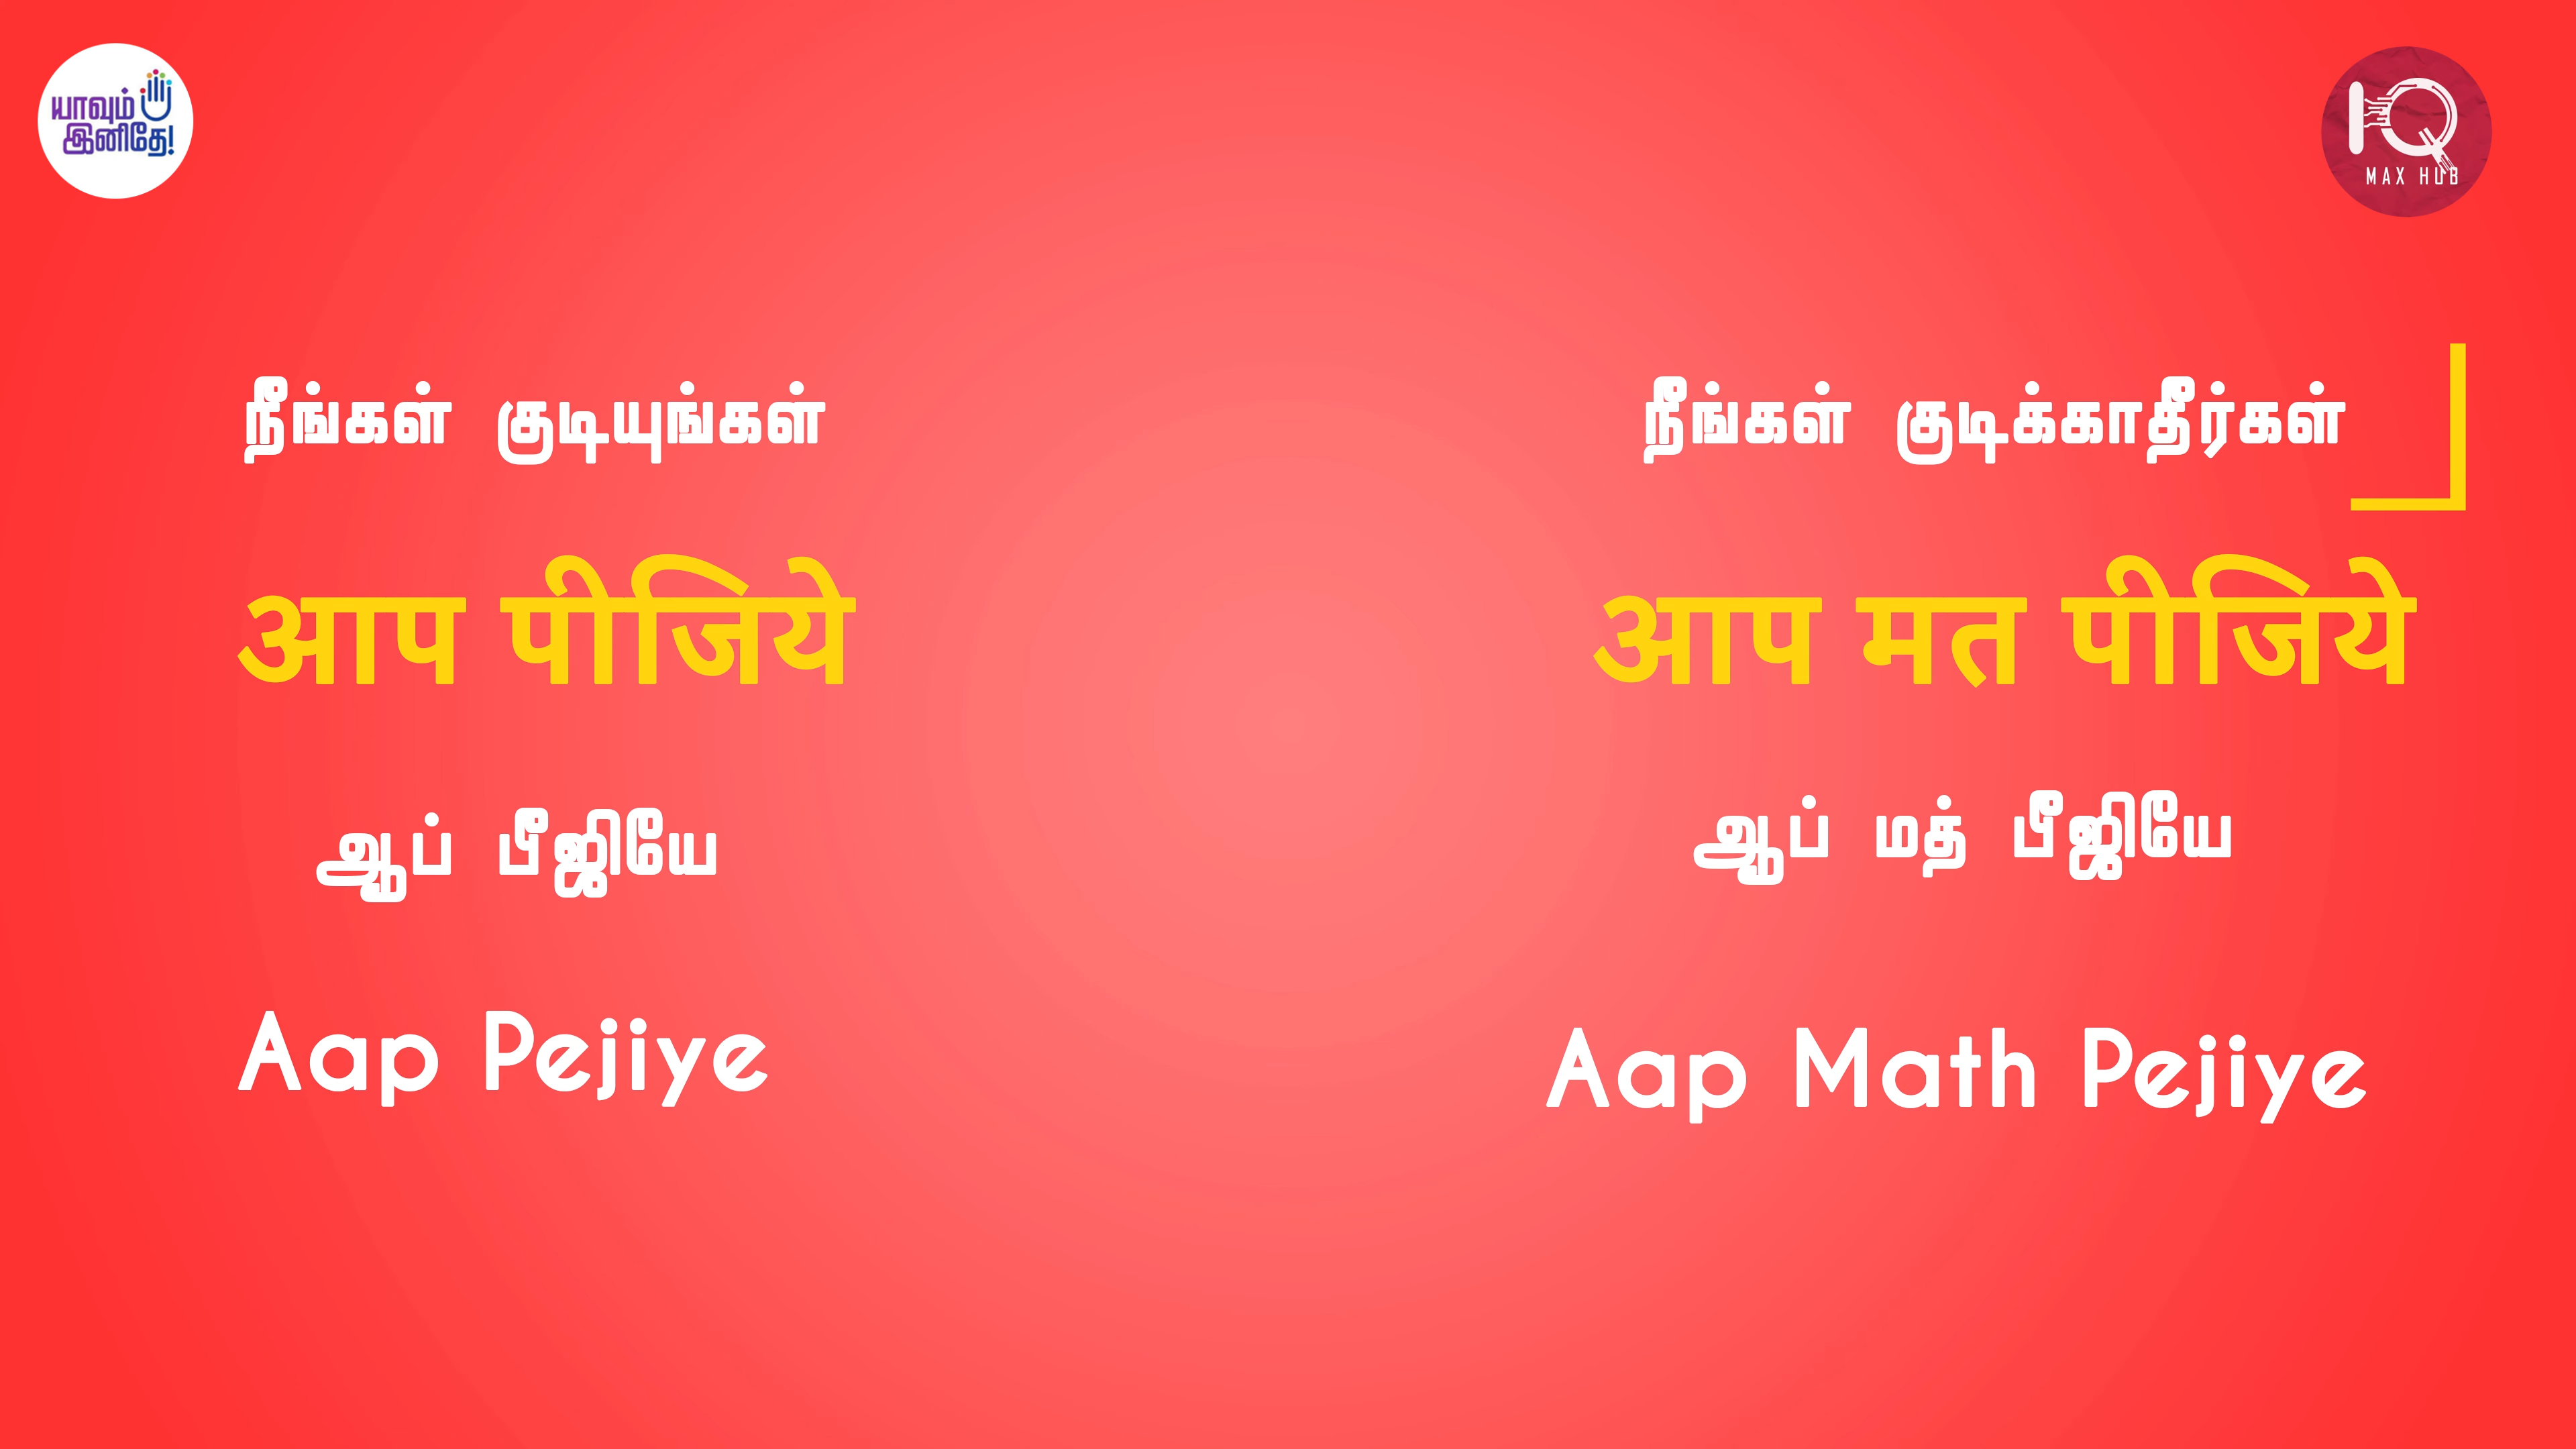 யாவும்
இனிதே!
IQ
MAX HUB
நீங்கள் குடியுங்கள்
आप पीजिये
ஆப் பீஜியே
Aap Pejiye
நீங்கள் குடிக்காதீர்கள்
आप मत पीजिये
ஆப் மத் பீஜியே
Aap Math Pejiye